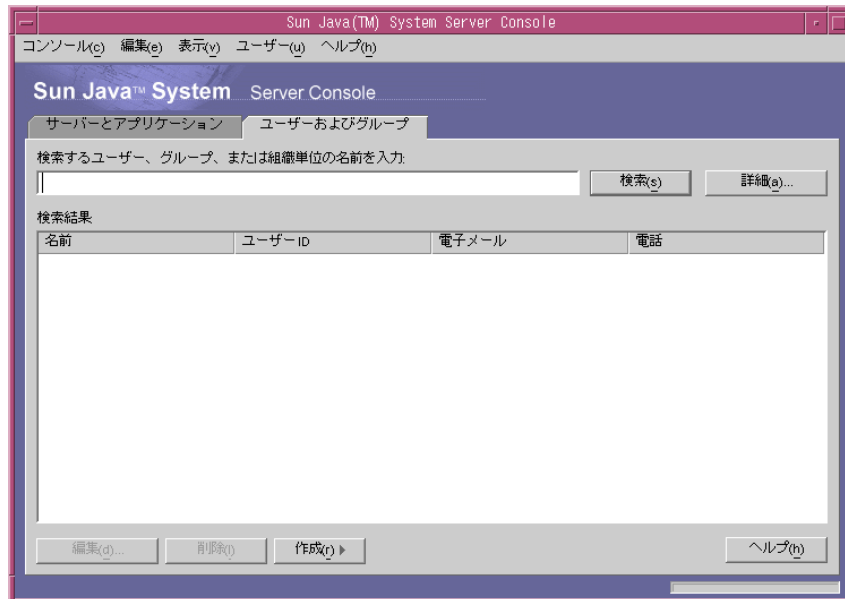 Sun Java(TM) System Server Console
コンソール(c) 編集(e) 表示(v) ユーザー(u) ヘルプ(h)
Sun Java™ System Server Console
サーバーとアプリケーション ユーザーおよびグループ
検索するユーザー、グループ、または組織単位の名前を入力:
検索(s) 詳細(a)...
検索結果
名前 ユーザーID 電子メール 電話
編集(d)... 削除(l) 作成(r) ヘルプ(h)